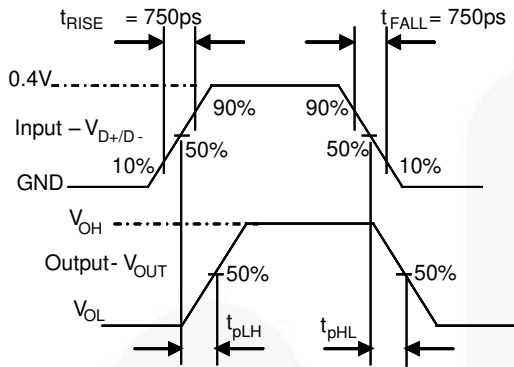 tRISE = 750ps
tFALL = 750ps
0.4V
90%
90%
Input – VD+/D -
50%
50%
10%
10%
GND
VOH
Output- VOUT
50%
50%
VOL
tpLH
tpHL